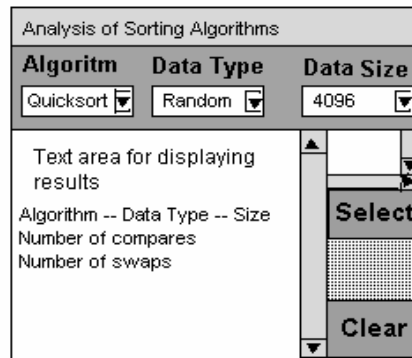 Analysis of Sorting Algorithms
Algoritm Data Type Data Size
Quicksort Random 4096
Text area for displaying
results
Algorithm -- Data Type -- Size
Number of compares
Number of swaps
Select
Clear